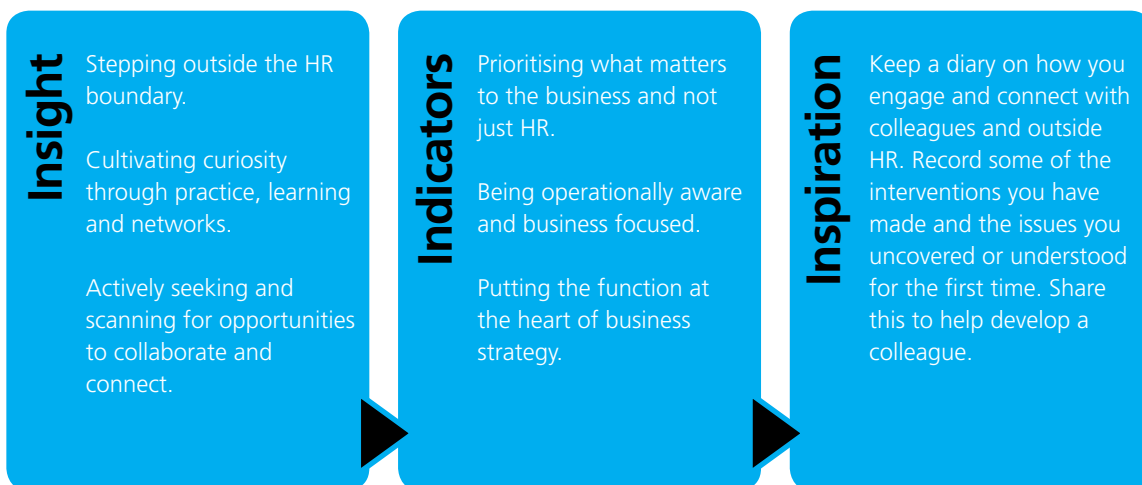 Insight
Stepping outside the HR
boundary.
Cultivating curiosity
through practice, learning
and networks.
Actively seeking and
scanning for opportunities
to collaborate and
connect.
Indicators
Prioritising what matters
to the business and not
just HR.
Being operationally aware
and business focused.
Putting the function at
the heart of business
strategy.
Inspiration
Keep a diary on how you
engage and connect with
colleagues and outside
HR. Record some of the
interventions you have
made and the issues you
uncovered or understood
for the first time. Share
this to help develop a
colleague.